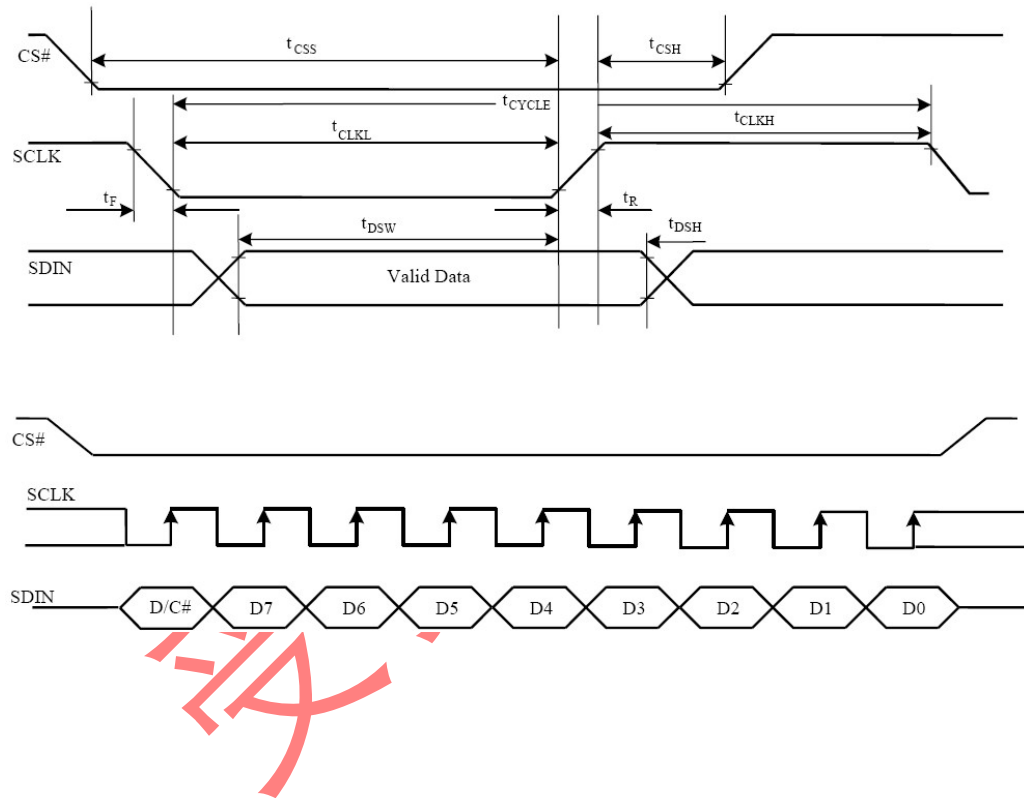 CS#
tCSS
tCSH
tCYCLE
tCLKL
tCLKH
SCLK
tF
tR
tDSW
tDSH
SDIN
Valid Data
CS#
SCLK
SDIN
D/C# D7 D6 D5 D4 D3 D2 D1 D0